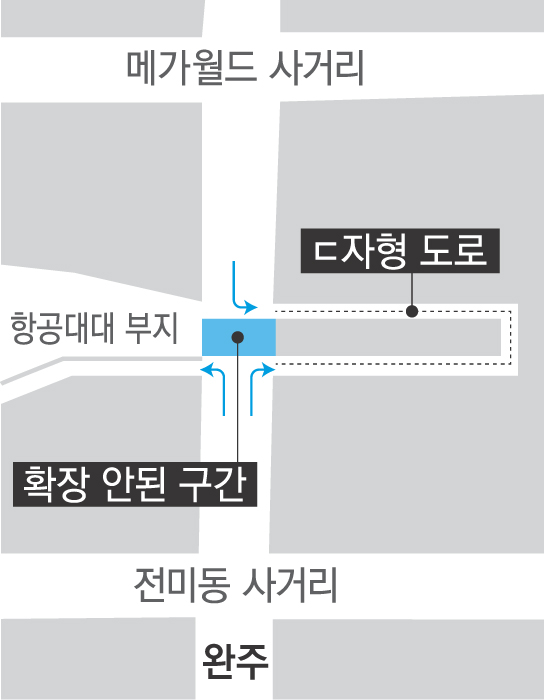 메가월드 사거리
ㄷ자형 도로
항공대대 부지
확장 안된 구간
전미동 사거리
완주